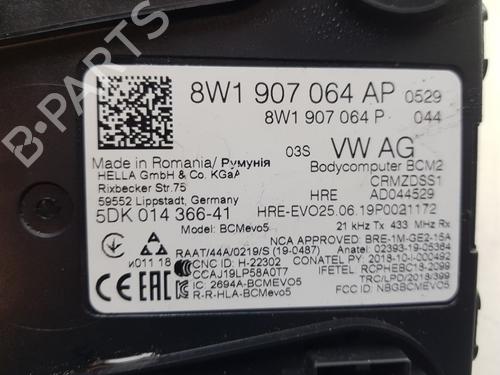 8W1 907 064 AP 0529
8W1 907 064 P 044
Made in Romania/ Румунія 03S VW AG
HELLA GmbH & Co. KGaA Bodycomputer BCM2
Rixbecker Str.75 CRMZDSS1
59552 Lippstadt, Germany HRE AD044529
5DK 014 366-41 HRE-EVO25.06.19P0021172
Model: BCMevo5 21 kHz Tx 433 MHz Rx
NCA APPROVED: BRE-1M-GE2-15A
RAAT/44A/0219/S (19-0487) Anatel: 02393-19-05364
и011 18 CNC ID: H-22302 CONATEL PY 2018-10-I-000492
CCAJ19LP58A0T7 IFETEL RCPHEBC18-2099
CE EAC IC: 2694A-BCMEVO5 TRC/LPD/2018/399
R-R-HLA-BCMevo5 FCC ID: NBGBCMEVO5
B-PARTS